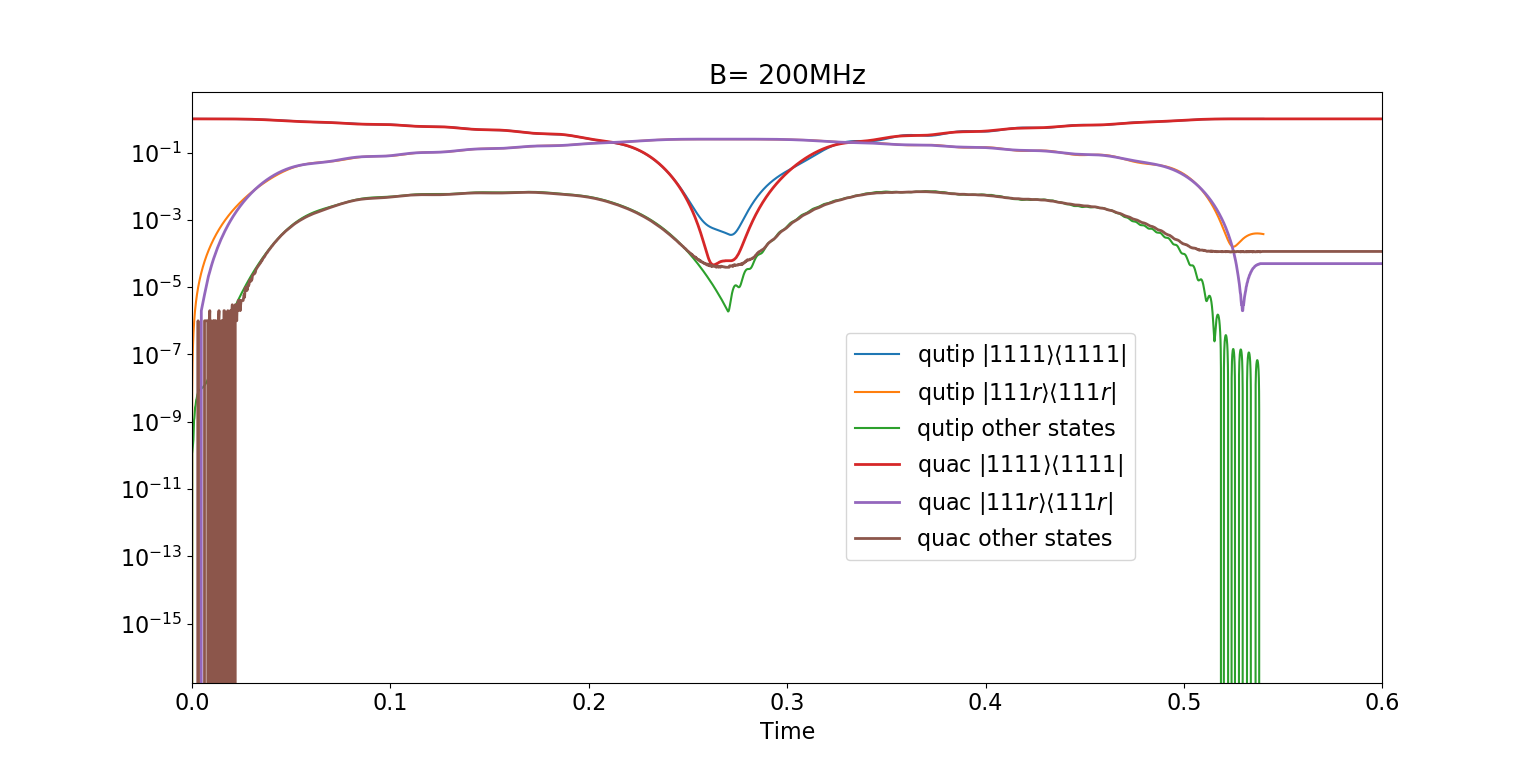 B= 200MHz
10⁻¹
10⁻³
10⁻⁵
10⁻⁷
10⁻⁹
10⁻¹¹
10⁻¹³
10⁻¹⁵
qutip |1111⟩⟨1111|
qutip |111r⟩⟨111r|
qutip other states
quac |1111⟩⟨1111|
quac |111r⟩⟨111r|
quac other states
0.0 0.1 0.2 0.3 0.4 0.5 0.6
Time